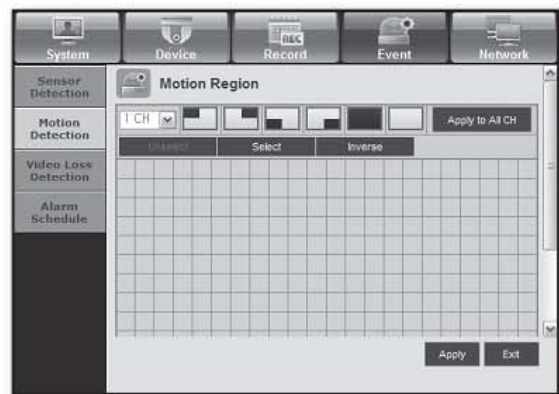 System Device Record Event Network
REC
Sensor
Detection
Motion
Detection
Video Loss
Detection
Alarm
Schedule
Motion Region
1 CH
Apply to All CH
Unselect Select Inverse
Apply Exit